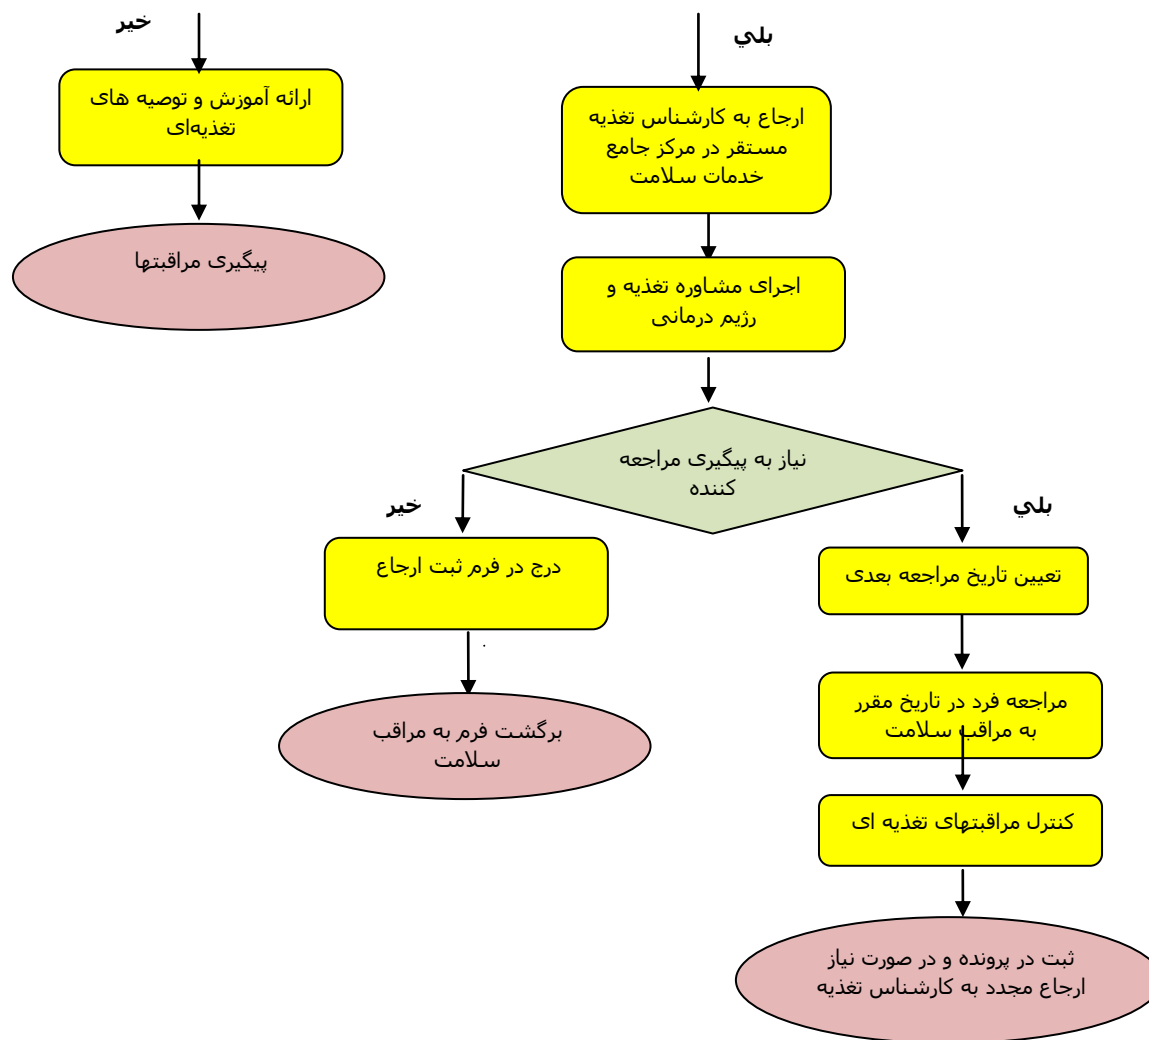 خیر
بلي
ارائه آموزش و توصیه های
تغذیه‌ای
ارجاع به کارشناس تغذیه
مستقر در مرکز جامع
خدمات سلامت
پیگیری مراقبتها
اجرای مشاوره تغذیه و
رژیم درمانی
نیاز به پیگیری مراجعه
کننده
خیر
بلي
درج در فرم ثبت ارجاع
تعیین تاریخ مراجعه بعدی
مراجعه فرد در تاریخ مقرر
به مراقب سلامت
برگشت فرم به مراقب
سلامت
کنترل مراقبتهای تغذیه ای
ثبت در پرونده و در صورت نیاز
ارجاع مجدد به کارشناس تغذیه